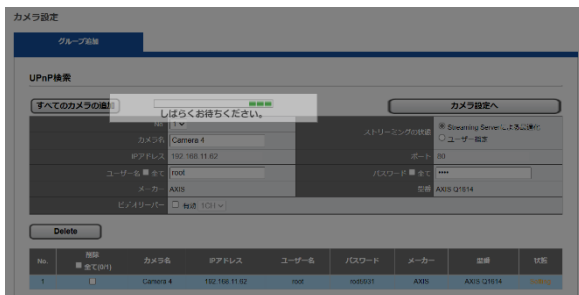 カメラ設定
グループ追加
UPnP検索
すべてのカメラの追加
しばらくお待ちください。
カメラ設定へ
No. 1
ストリーミングの状態
Streaming Serverによる
ユーザー指定
カメラ名 Camera 4
IPアドレス 192.168.11.62
ポート 80
ユーザー名 全て root
パスワード 全て ••••
メーカー AXIS
型番 AXIS Q1614
ビデオリーバー 有効 1CH
Delete
No. 削除 全て(0/1) カメラ名 IPアドレス ユーザー名 パスワード メーカー 型番 状態
1 Camera 4 192.168.11.62 root AXIS AXIS Q1614